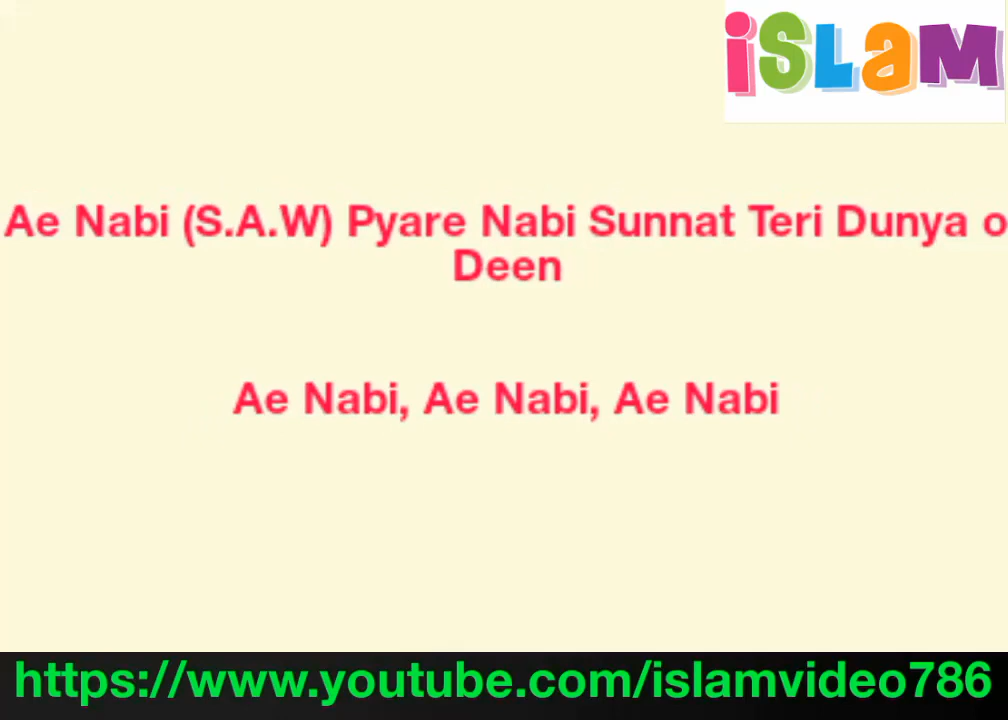 iSLaM
Ae Nabi (S.A.W) Pyare Nabi Sunnat Teri Dunya o
Deen
Ae Nabi, Ae Nabi, Ae Nabi
https://www.youtube.com/islamvideo786